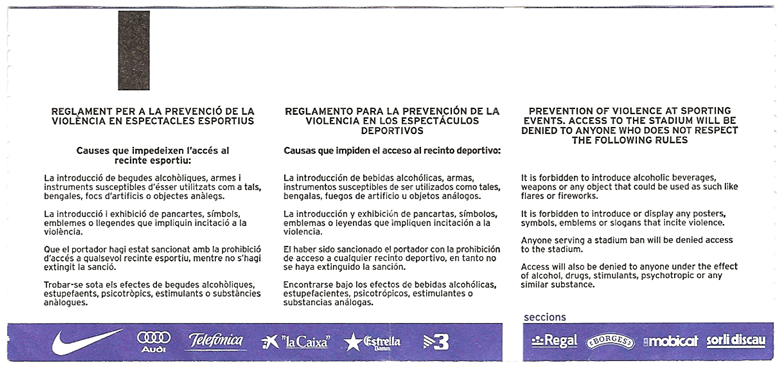 REGLAMENT PER A LA PREVENCIÓ DE LA
VIOLÈNCIA EN ESPECTACLES ESPORTIUS
Causes que impedeixen l'accés al
recinte esportiu:
La introducció de begudes alcohòliques, armes i
instruments susceptibles d'ésser utilitzats com a tals,
bengales, focs d'artificis o objectes anàlegs.
La introducció i exhibició de pancartes, símbols,
emblemes o llegendes que impliquin incitació a la
violència.
Que el portador hagi estat sancionat amb la prohibició
d'accés a qualsevol recinte esportiu, mentre no s'hagi
extingit la sanció.
Trobar-se sota els efectes de begudes alcohòliques,
estupefaents, psicotròpics, estimulants o substàncies
anàlogues.
REGLAMENTO PARA LA PREVENCIÓN DE LA
VIOLENCIA EN LOS ESPECTÁCULOS
DEPORTIVOS
Causas que impiden el acceso al recinto deportivo:
La introducción de bebidas alcohólicas, armas,
instrumentos susceptibles de ser utilizados como tales,
bengalas, fuegos de artificio u objetos análogos.
La introducción y exhibición de pancartas, símbolos,
emblemas o leyendas que impliquen incitación a la
violencia.
El haber sido sancionado el portador con la prohibición
de acceso a cualquier recinto deportivo, en tanto no
se haya extinguido la sanción.
Encontrarse bajo los efectos de bebidas alcohólicas,
estupefacientes, psicotrópicos, estimulantes o
substancias análogas.
PREVENTION OF VIOLENCE AT SPORTING
EVENTS. ACCESS TO THE STADIUM WILL BE
DENIED TO ANYONE WHO DOES NOT RESPECT
THE FOLLOWING RULES
It is forbidden to introduce alcoholic beverages,
weapons or any object that could be used as such like
flares or fireworks.
It is forbidden to introduce or display any posters,
symbols, emblems or slogans that incite violence.
Anyone serving a stadium ban will be denied access
to the stadium.
Access will also be denied to anyone under the effect
of alcohol, drugs, stimulants, psychotropic or any
similar substance.
seccions
Audi Telefónica "la Caixa" Estrella Damm 3
Regal BORGES mobicat sorli discau